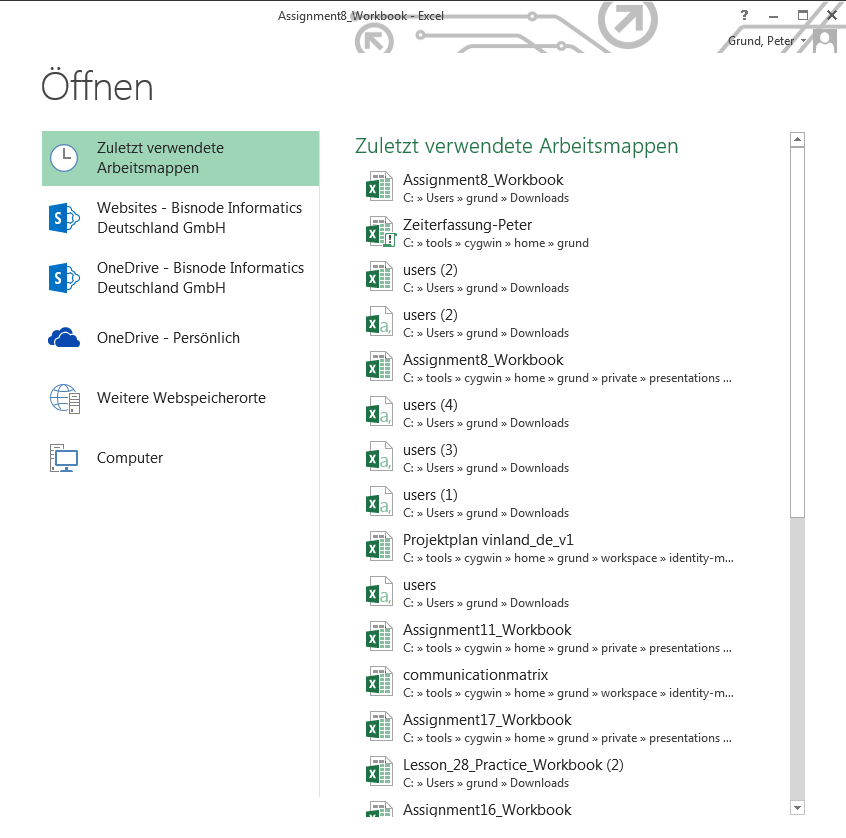 Assignment8_Workbook - Excel
?
Grund, Peter
Öffnen
Zuletzt verwendete
Arbeitsmappen
Websites - Bisnode Informatics
Deutschland GmbH
OneDrive - Bisnode Informatics
Deutschland GmbH
OneDrive - Persönlich
Weitere Webspeicherorte
Computer
Zuletzt verwendete Arbeitsmappen
Assignment8_Workbook
C: » Users » grund » Downloads
Zeiterfassung-Peter
C: » tools » cygwin » home » grund
users (2)
C: » Users » grund » Downloads
users (2)
C: » Users » grund » Downloads
Assignment8_Workbook
C: » tools » cygwin » home » grund » private » presentations ...
users (4)
C: » Users » grund » Downloads
users (3)
C: » Users » grund » Downloads
users (1)
C: » Users » grund » Downloads
Projektplan vinland_de_v1
C: » tools » cygwin » home » grund » workspace » identity-m...
users
C: » Users » grund » Downloads
Assignment11_Workbook
C: » tools » cygwin » home » grund » private » presentations ...
communicationmatrix
C: » tools » cygwin » home » grund » workspace » identity-m...
Assignment17_Workbook
C: » tools » cygwin » home » grund » private » presentations ...
Lesson_28_Practice_Workbook (2)
C: » Users » grund » Downloads
Assignment16_Workbook